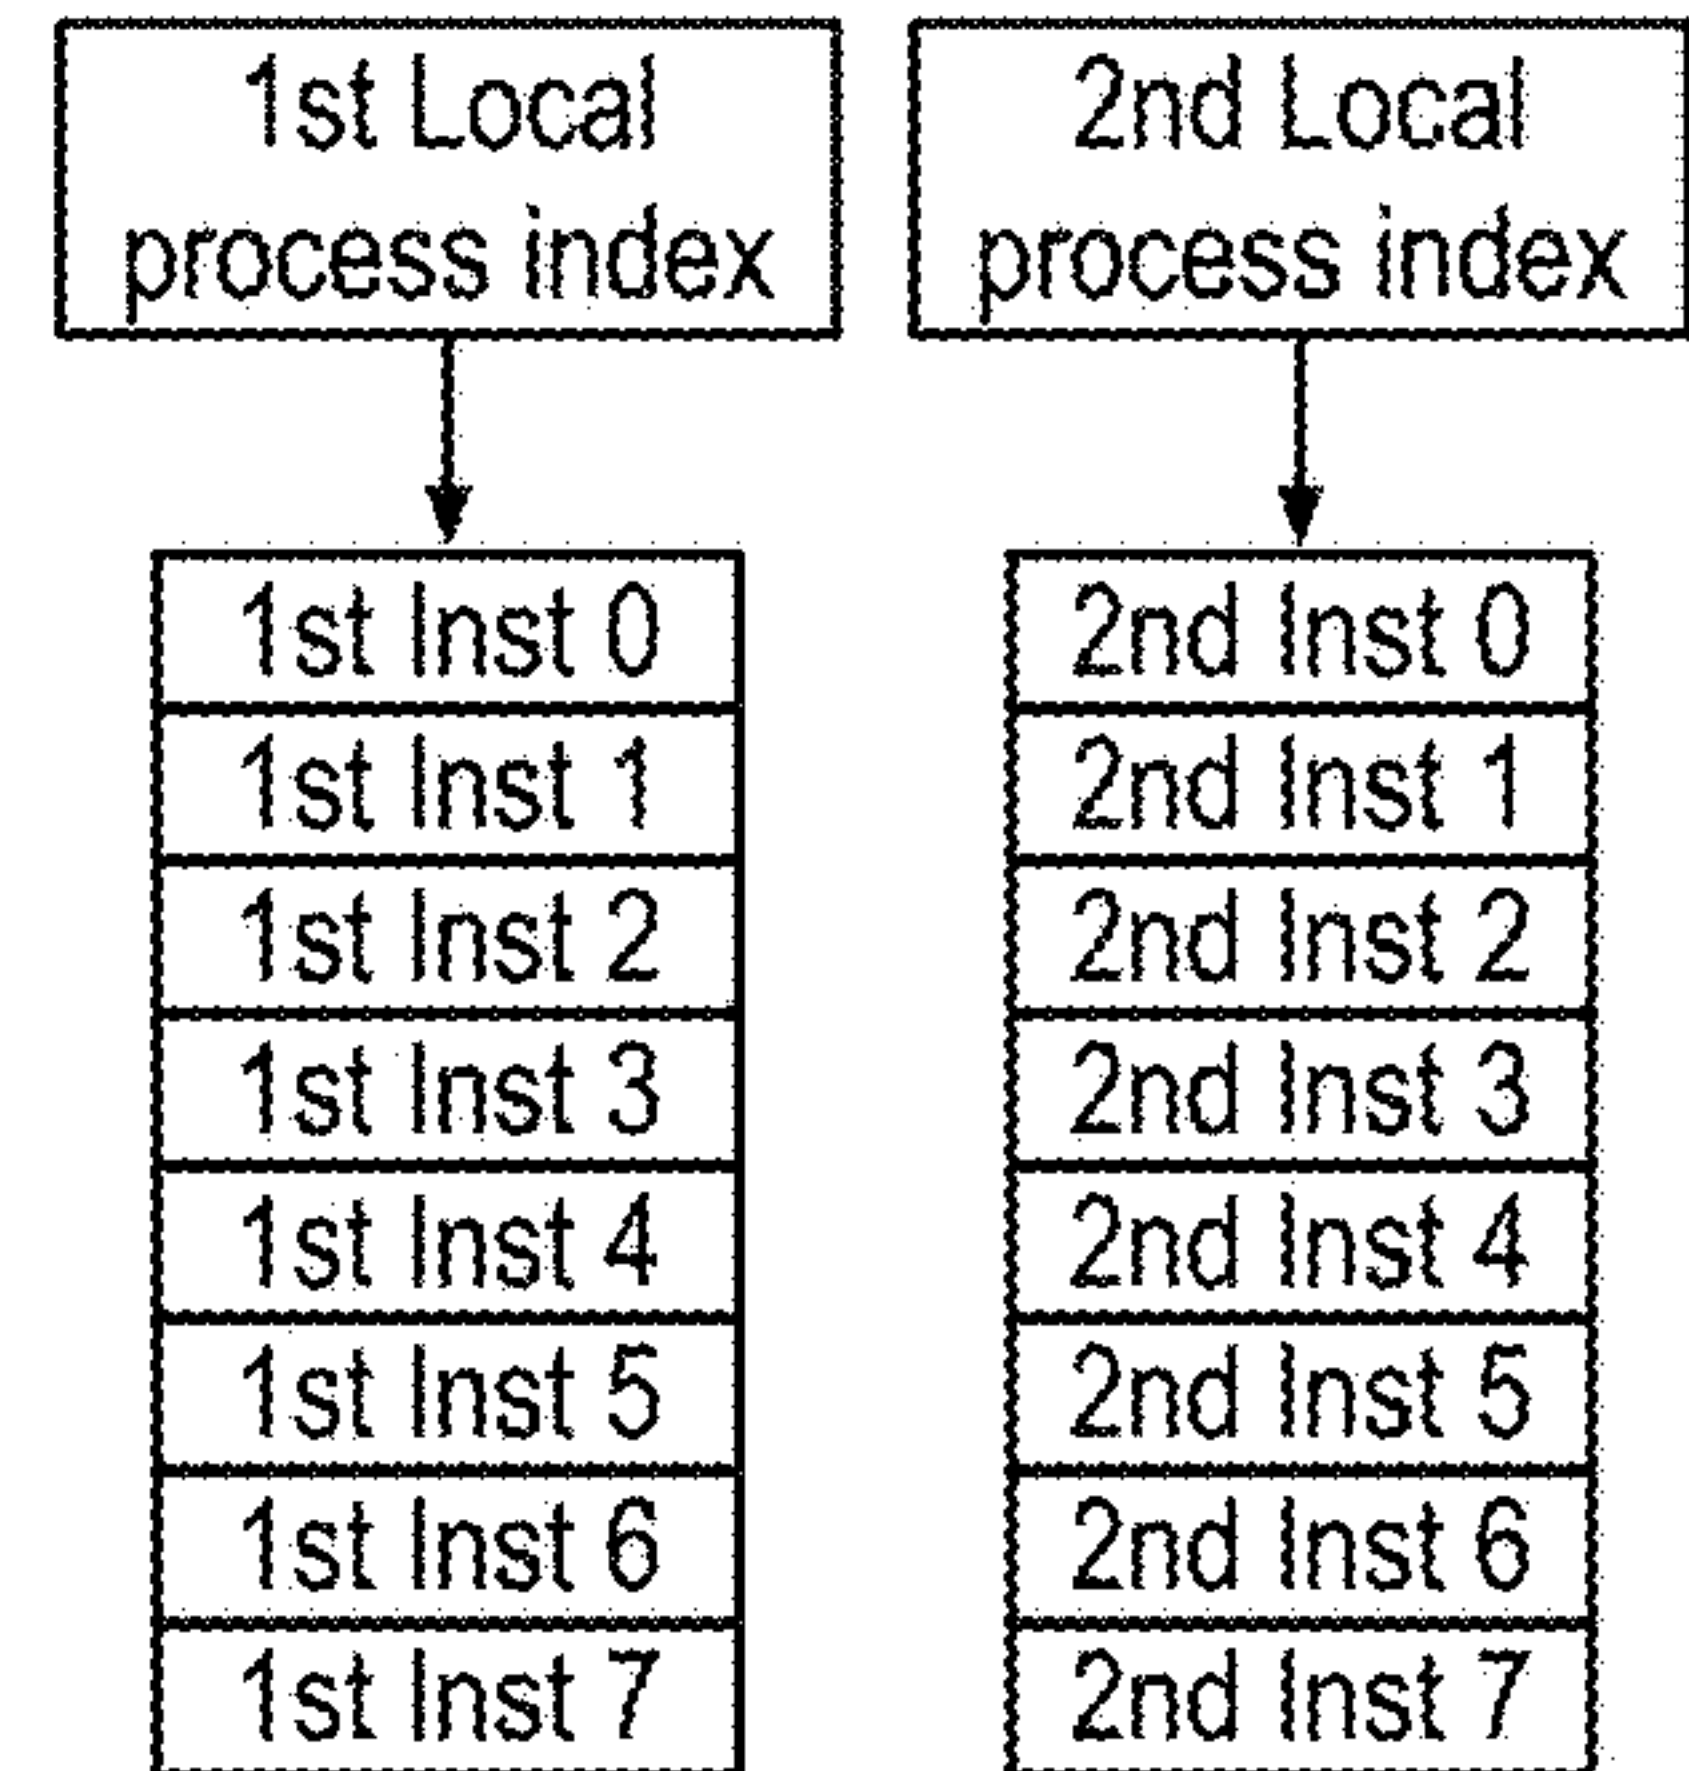 1st Local
process index
2nd Local
process index
1st Inst 0
1st Inst 1
1st Inst 2
1st Inst 3
1st Inst 4
1st Inst 5
1st Inst 6
1st Inst 7
2nd Inst 0
2nd Inst 1
2nd Inst 2
2nd Inst 3
2nd Inst 4
2nd Inst 5
2nd Inst 6
2nd Inst 7